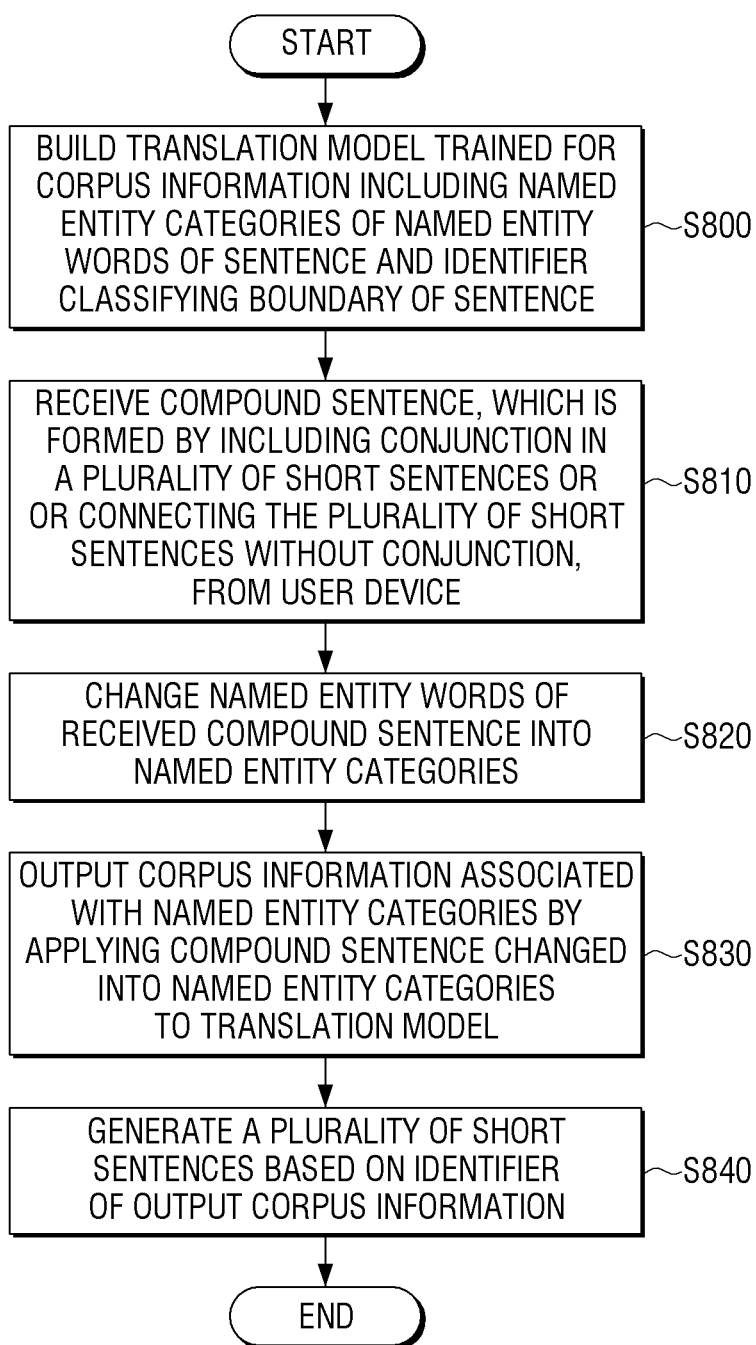 START
BUILD TRANSLATION MODEL TRAINED FOR
CORPUS INFORMATION INCLUDING NAMED
ENTITY CATEGORIES OF NAMED ENTITY
WORDS OF SENTENCE AND IDENTIFIER
CLASSIFYING BOUNDARY OF SENTENCE
S800
RECEIVE COMPOUND SENTENCE, WHICH IS
FORMED BY INCLUDING CONJUNCTION IN
A PLURALITY OF SHORT SENTENCES OR
OR CONNECTING THE PLURALITY OF SHORT
SENTENCES WITHOUT CONJUNCTION,
FROM USER DEVICE
S810
CHANGE NAMED ENTITY WORDS OF
RECEIVED COMPOUND SENTENCE INTO
NAMED ENTITY CATEGORIES
S820
OUTPUT CORPUS INFORMATION ASSOCIATED
WITH NAMED ENTITY CATEGORIES BY
APPLYING COMPOUND SENTENCE CHANGED
INTO NAMED ENTITY CATEGORIES
TO TRANSLATION MODEL
S830
GENERATE A PLURALITY OF SHORT
SENTENCES BASED ON IDENTIFIER
OF OUTPUT CORPUS INFORMATION
S840
END